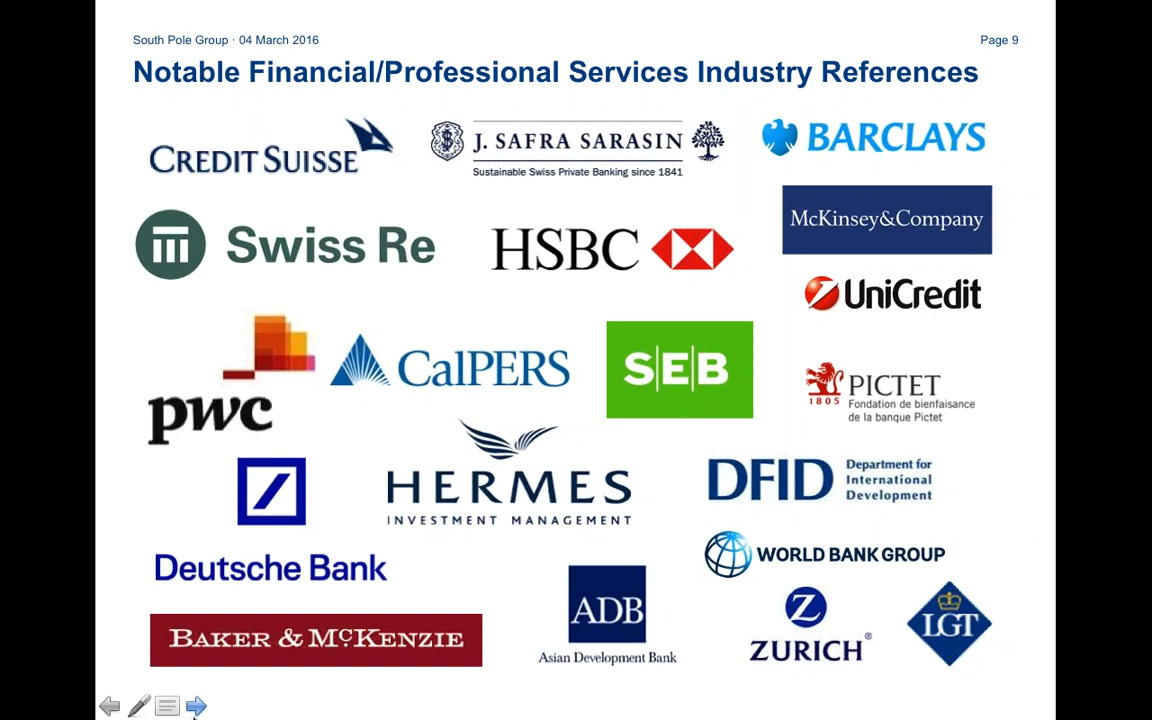 South Pole Group · 04 March 2016
Page 9
Notable Financial/Professional Services Industry References
CREDIT SUISSE
J. SAFRA SARASIN
Sustainable Swiss Private Banking since 1841
BARCLAYS
McKinsey&Company
Swiss Re
HSBC
UniCredit
pwc
CalPERS
S|E|B
1805
PICTET
Fondation de bienfaisance
de la banque Pictet
HERMES
INVESTMENT MANAGEMENT
DFID
Department for
International
Development
Deutsche Bank
WORLD BANK GROUP
BAKER & MCKENZIE
ADB
Asian Development Bank
Z
ZURICH®
LGT